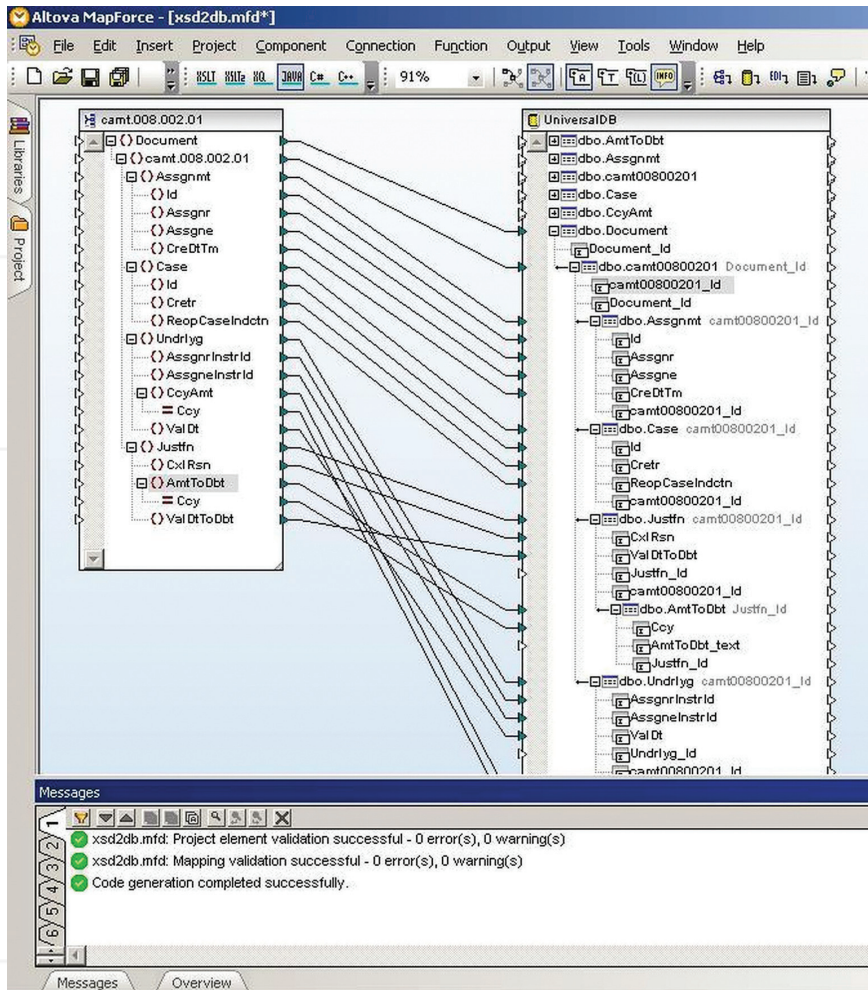 Altova MapForce - [xsd2db.mfd*]
File Edit Insert Project Component Connection Function Output View Tools Window Help
XSLT XSLT2 XQ JAVA C# C++ 91% INFO
Libraries
Project
camt.008.002.01
Document
camt.008.002.01
Assgnmt
Id
Assgnr
Assgne
CreDtTm
Case
Id
Cretr
ReopCaseIndctn
Undrlyg
AssgnrInstrId
AssgneInstrId
CcyAmt
Ccy
ValDt
Justfn
CxlRsn
AmtToDbt
Ccy
ValDtToDbt
UniversalDB
dbo.AmtToDbt
dbo.Assgnmt
dbo.camt00800201
dbo.Case
dbo.CcyAmt
dbo.Document
Document_Id
dbo.camt00800201 Document_Id
camt00800201_Id
Document_Id
dbo.Assgnmt camt00800201_Id
Id
Assgnr
Assgne
CreDtTm
camt00800201_Id
dbo.Case camt00800201_Id
Id
Cretr
ReopCaseIndctn
camt00800201_Id
dbo.Justfn camt00800201_Id
CxlRsn
ValDtToDbt
Justfn_Id
camt00800201_Id
dbo.AmtToDbt Justfn_Id
Ccy
AmtToDbt_text
Justfn_Id
dbo.Undrlyg camt00800201_Id
AssgnrInstrId
AssgneInstrId
ValDt
Undrlyg_Id
camt00800201_Id
Messages
1
2
3
4
5
6
xsd2db.mfd: Project element validation successful - 0 error(s), 0 warning(s)
xsd2db.mfd: Mapping validation successful - 0 error(s), 0 warning(s)
Code generation completed successfully.
Messages Overview